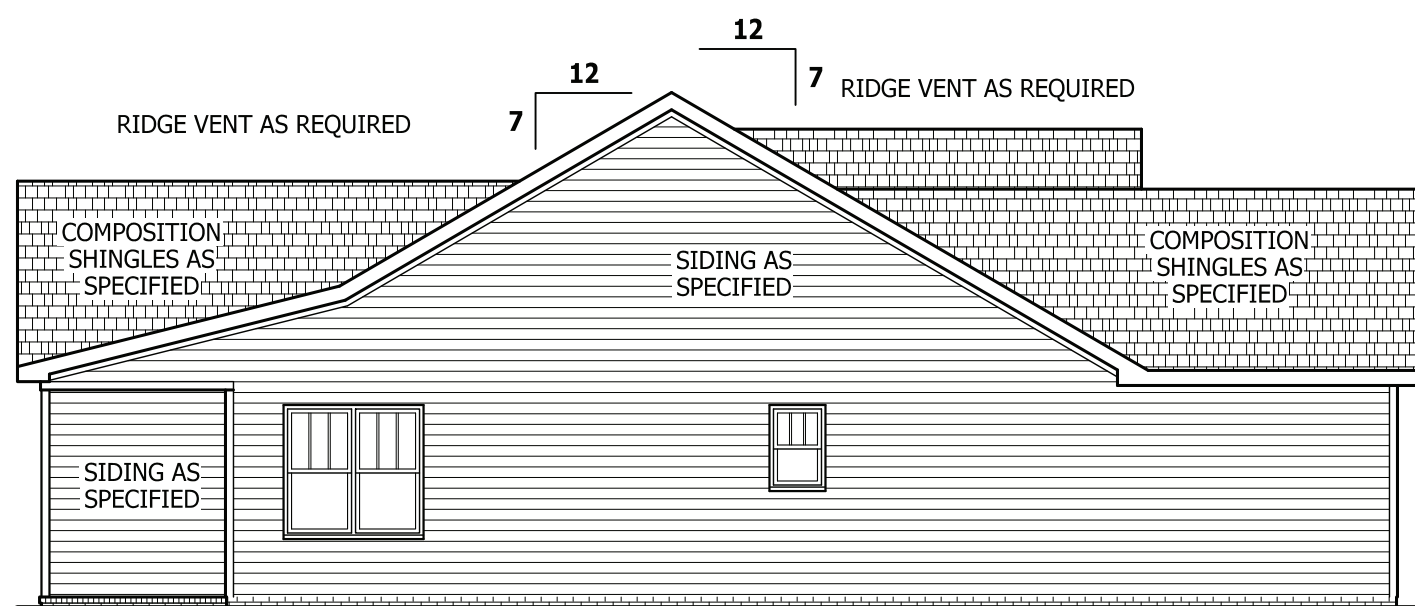 12
12
7
7
RIDGE VENT AS REQUIRED
RIDGE VENT AS REQUIRED
COMPOSITION
SHINGLES AS
SPECIFIED
SIDING AS
SPECIFIED
COMPOSITION
SHINGLES AS
SPECIFIED
SIDING AS
SPECIFIED